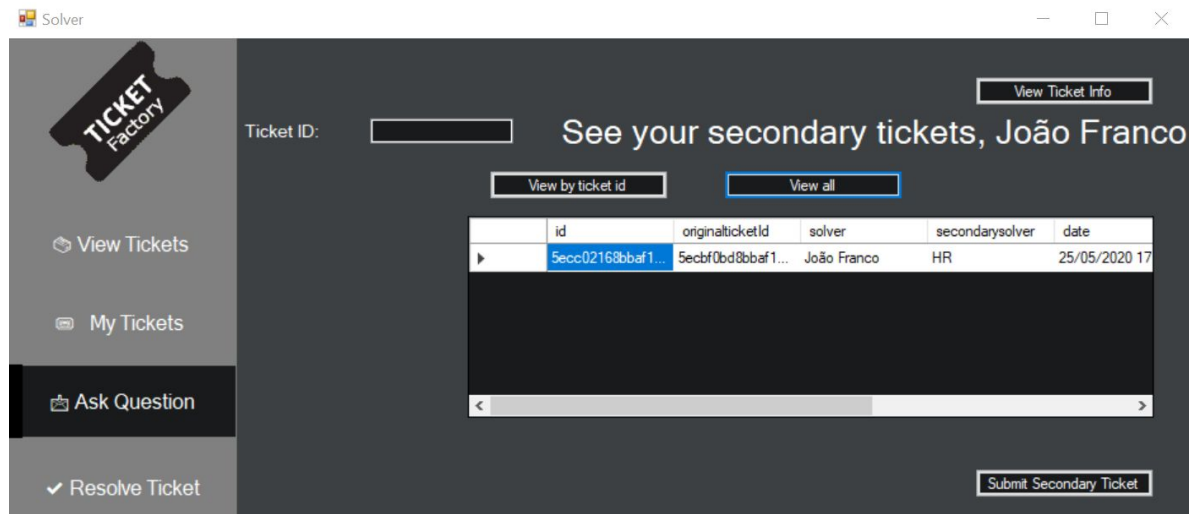 Solver
TICKET
Factory
View Ticket Info
Ticket ID:
See your secondary tickets, João Franco
View by ticket id
View all
id originalticketId solver secondarysolver date
5ecc02168bbaf1... 5ecbf0bd8bbaf1... João Franco HR 25/05/2020 17
View Tickets
My Tickets
Ask Question
Resolve Ticket
Submit Secondary Ticket